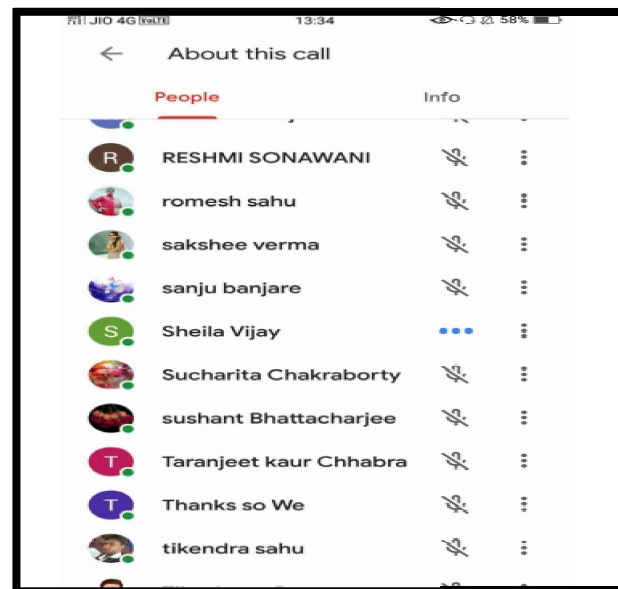 JIO 4G VoLTE 13:34 58%
About this call
People Info
R RESHMI SONAWANI
romesh sahu
sakshee verma
sanju banjare
S Sheila Vijay
Sucharita Chakraborty
sushant Bhattacharjee
T Taranjeet kaur Chhabra
T Thanks so We
tikendra sahu